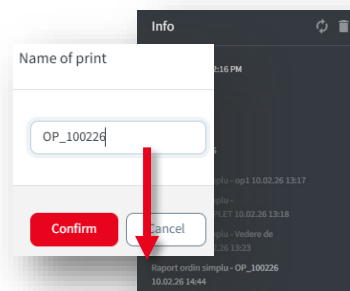 Info
Name of print
2:16 PM
OP_100226
simplu - op1 10.02.26 13:17
simplu -
PLET 10.02.26 13:18
simplu - Vedere de
26 13:23
Confirm
Cancel
Raport ordin simplu - OP_100226
10.02.26 14:44